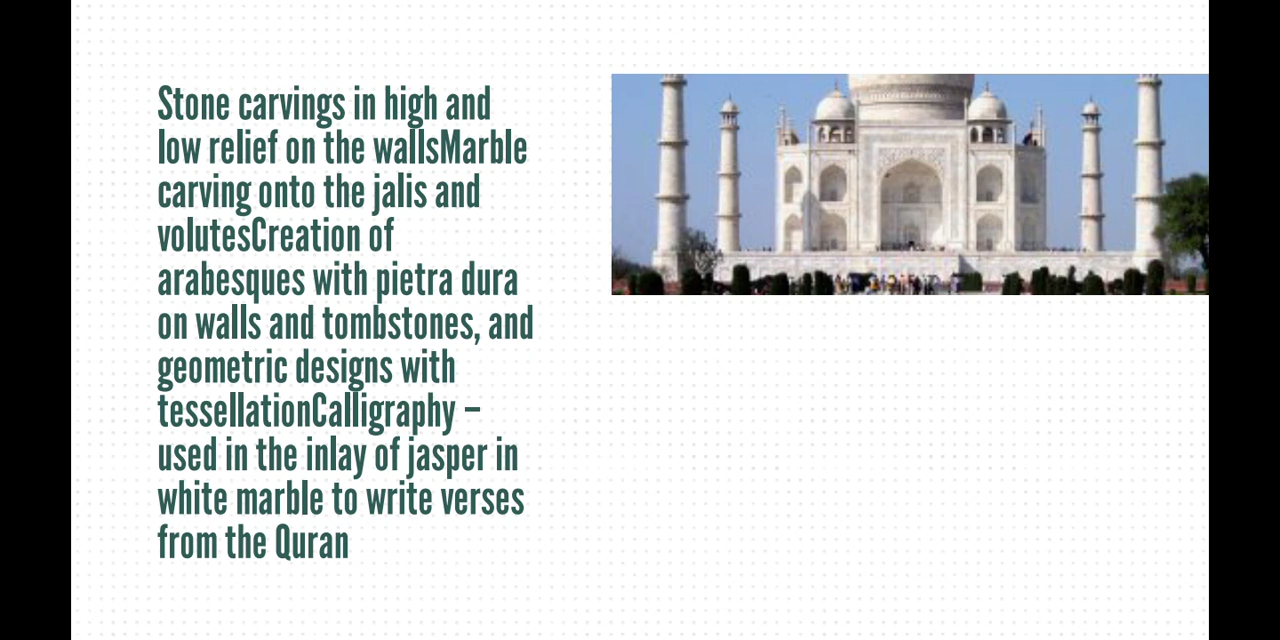 Stone carvings in high and
low relief on the wallsMarble
carving onto the jalis and
volutesCreation of
arabesques with pietra dura
on walls and tombstones, and
geometric designs with
tessellationCalligraphy –
used in the inlay of jasper in
white marble to write verses
from the Quran